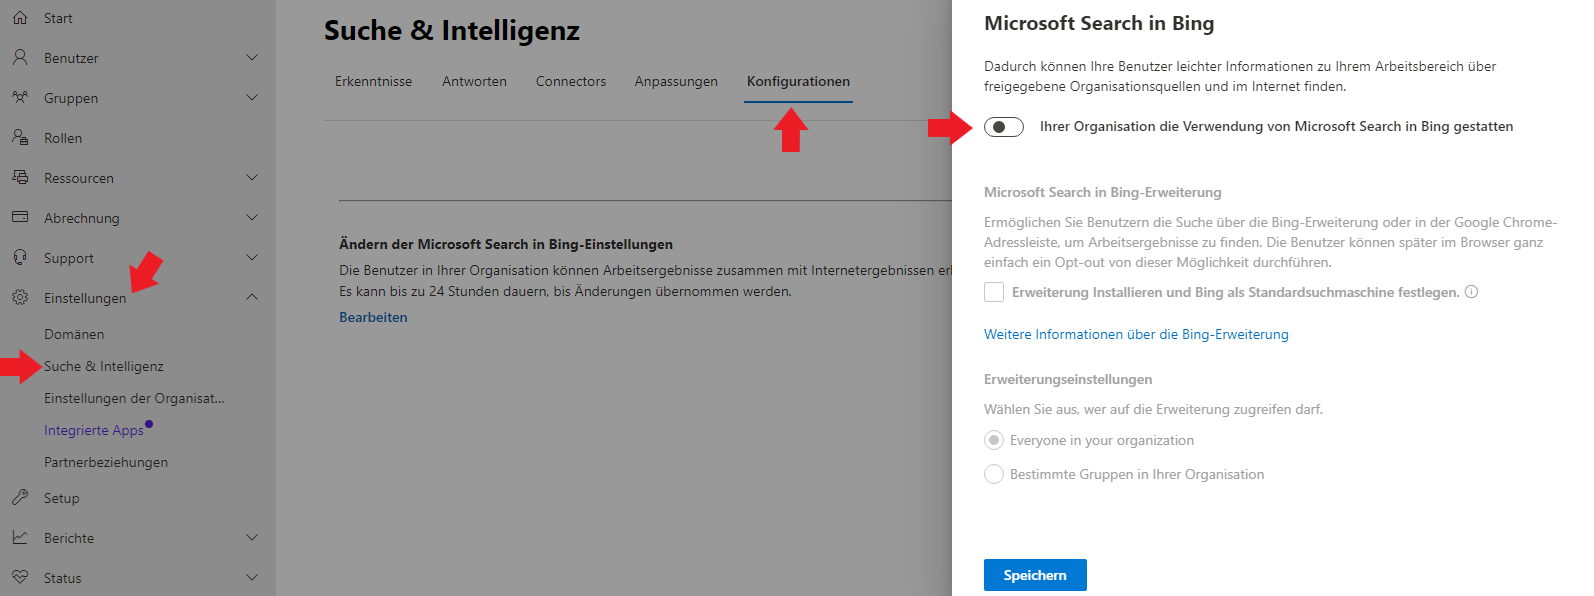 Start
Benutzer
Gruppen
Rollen
Ressourcen
Abrechnung
Support
Einstellungen
Domänen
Suche & Intelligenz
Einstellungen der Organisat...
Integrierte Apps
Partnerbeziehungen
Setup
Berichte
Status
Suche & Intelligenz
Erkenntnisse Antworten Connectors Anpassungen Konfigurationen
Ändern der Microsoft Search in Bing-Einstellungen
Die Benutzer in Ihrer Organisation können Arbeitsergebnisse zusammen mit Internetergebnissen
Es kann bis zu 24 Stunden dauern, bis Änderungen übernommen werden.
Bearbeiten
Microsoft Search in Bing
Dadurch können Ihre Benutzer leichter Informationen zu Ihrem Arbeitsbereich über
freigegebene Organisationsquellen und im Internet finden.
Ihrer Organisation die Verwendung von Microsoft Search in Bing gestatten
Microsoft Search in Bing-Erweiterung
Ermöglichen Sie Benutzern die Suche über die Bing-Erweiterung oder in der Google Chrome-
Adressleiste, um Arbeitsergebnisse zu finden. Die Benutzer können später im Browser ganz
einfach ein Opt-out von dieser Möglichkeit durchführen.
Erweiterung Installieren und Bing als Standardsuchmaschine festlegen.
Weitere Informationen über die Bing-Erweiterung
Erweiterungseinstellungen
Wählen Sie aus, wer auf die Erweiterung zugreifen darf.
Everyone in your organization
Bestimmte Gruppen in Ihrer Organisation
Speichern